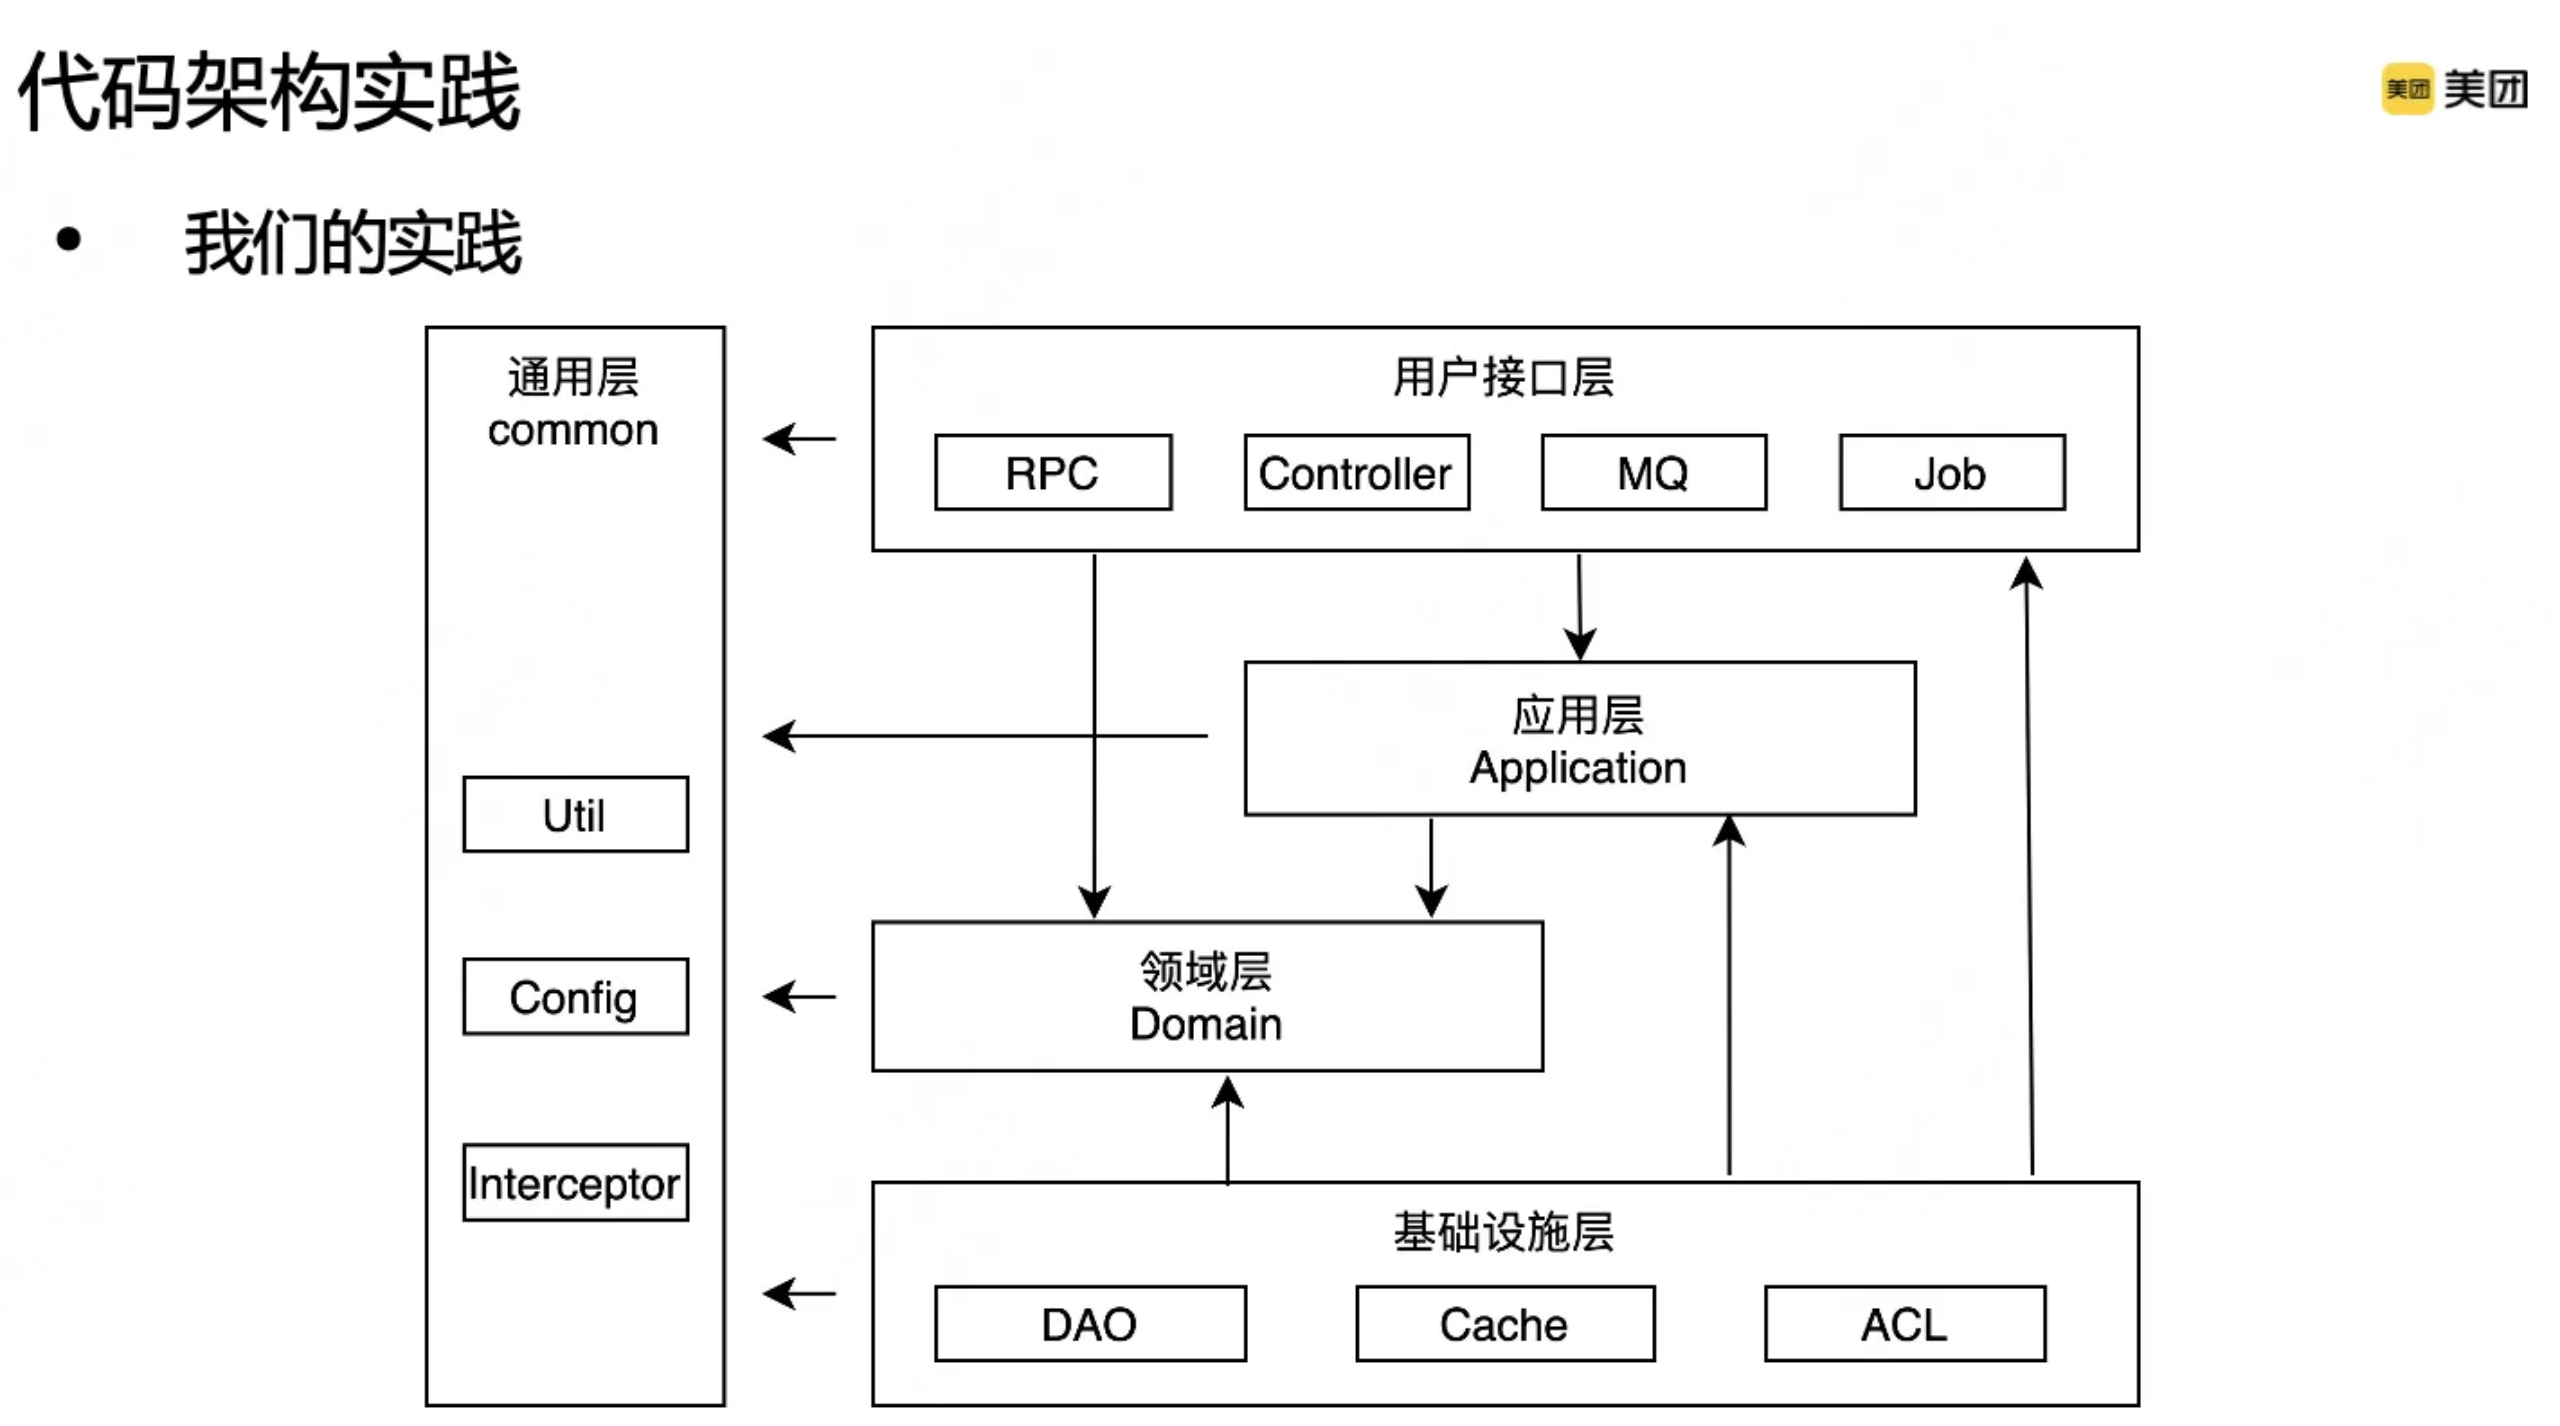 代码架构实践
美团 美团
我们的实践
通用层
common
Util
Config
Interceptor
用户接口层
RPC
Controller
MQ
Job
应用层
Application
领域层
Domain
基础设施层
DAO
Cache
ACL